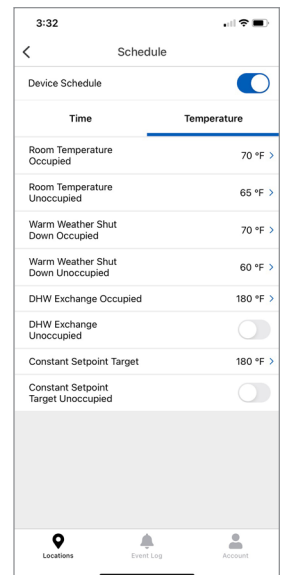 3:32
Schedule
Device Schedule
Time
Temperature
Room Temperature
Occupied
70 °F
Room Temperature
Unoccupied
65 °F
Warm Weather Shut
Down Occupied
70 °F
Warm Weather Shut
Down Unoccupied
60 °F
DHW Exchange Occupied
180 °F
DHW Exchange
Unoccupied
Constant Setpoint Target
180 °F
Constant Setpoint
Target Unoccupied
Locations
Event Log
Account